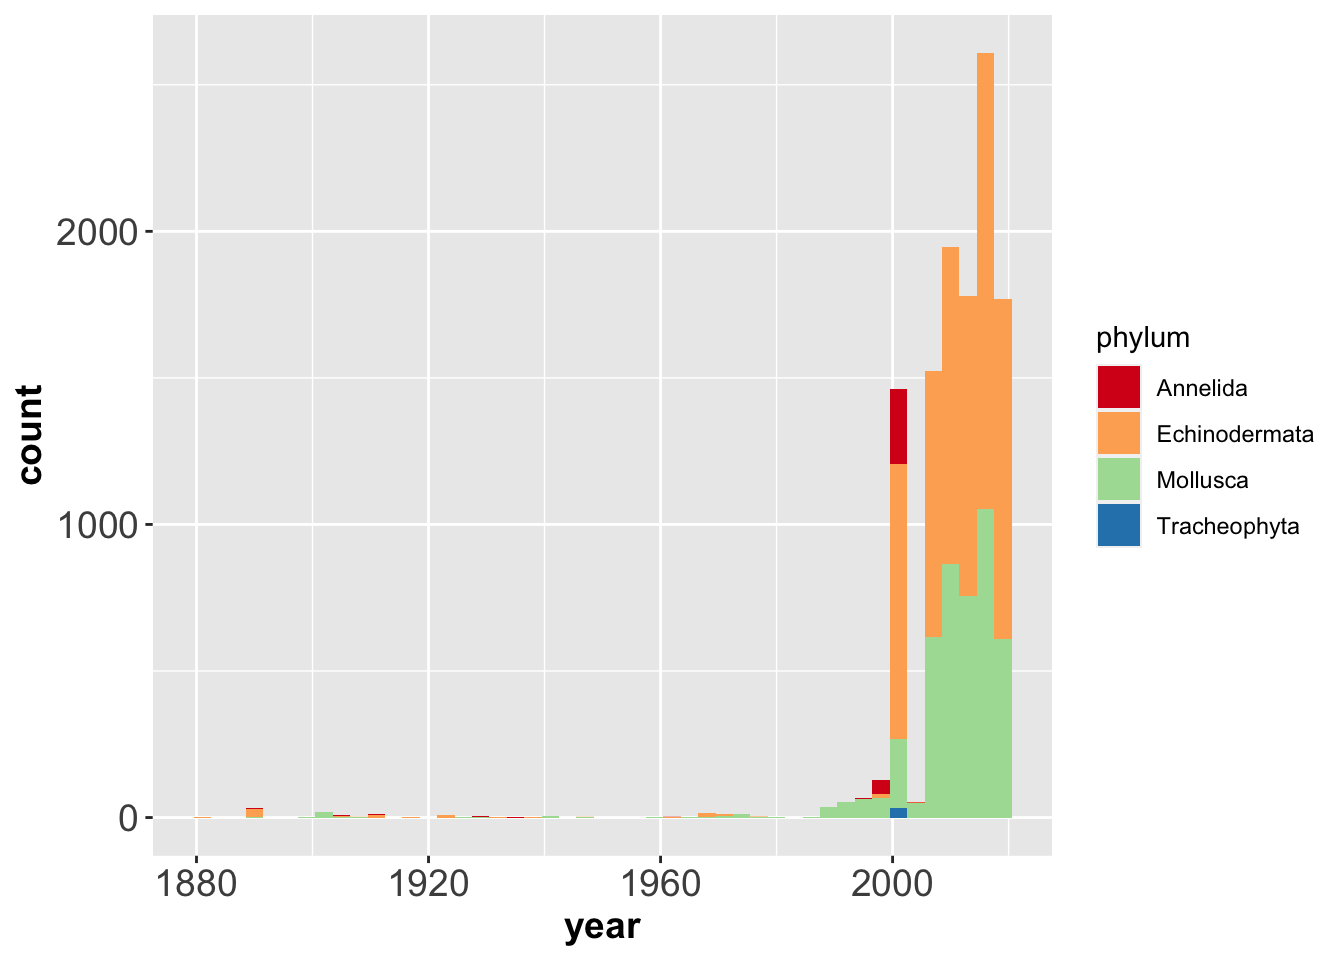 2000
1000
0
count
1880
1920
1960
2000
year
phylum
Annelida
Echinodermata
Mollusca
Tracheophyta